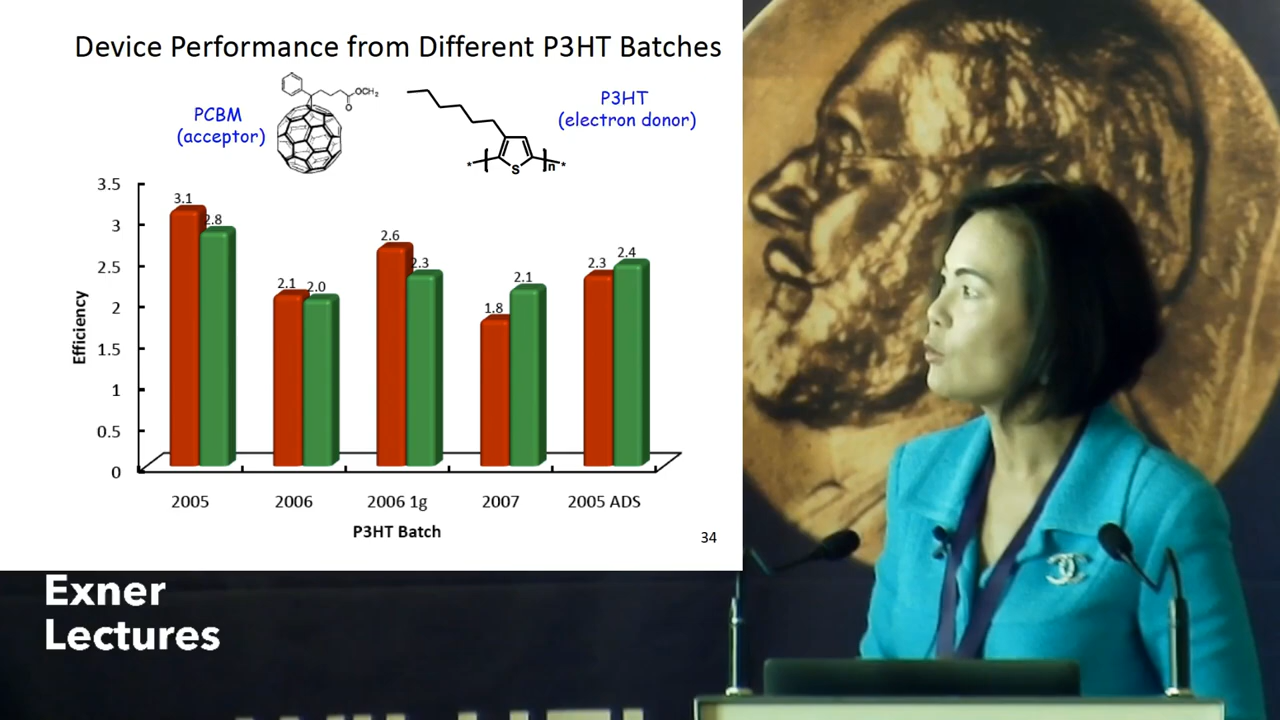 Device Performance from Different P3HT Batches
PCBM
(acceptor)
OCH₂
O
P3HT
(electron donor)
*
S
n
*
3.5
3
2.5
2
1.5
1
0.5
0
Efficiency
3.1
2.8
2.1
2.0
2.6
2.3
1.8
2.1
2.3
2.4
2005
2006
2006 1g
2007
2005 ADS
P3HT Batch
34
Exner
Lectures